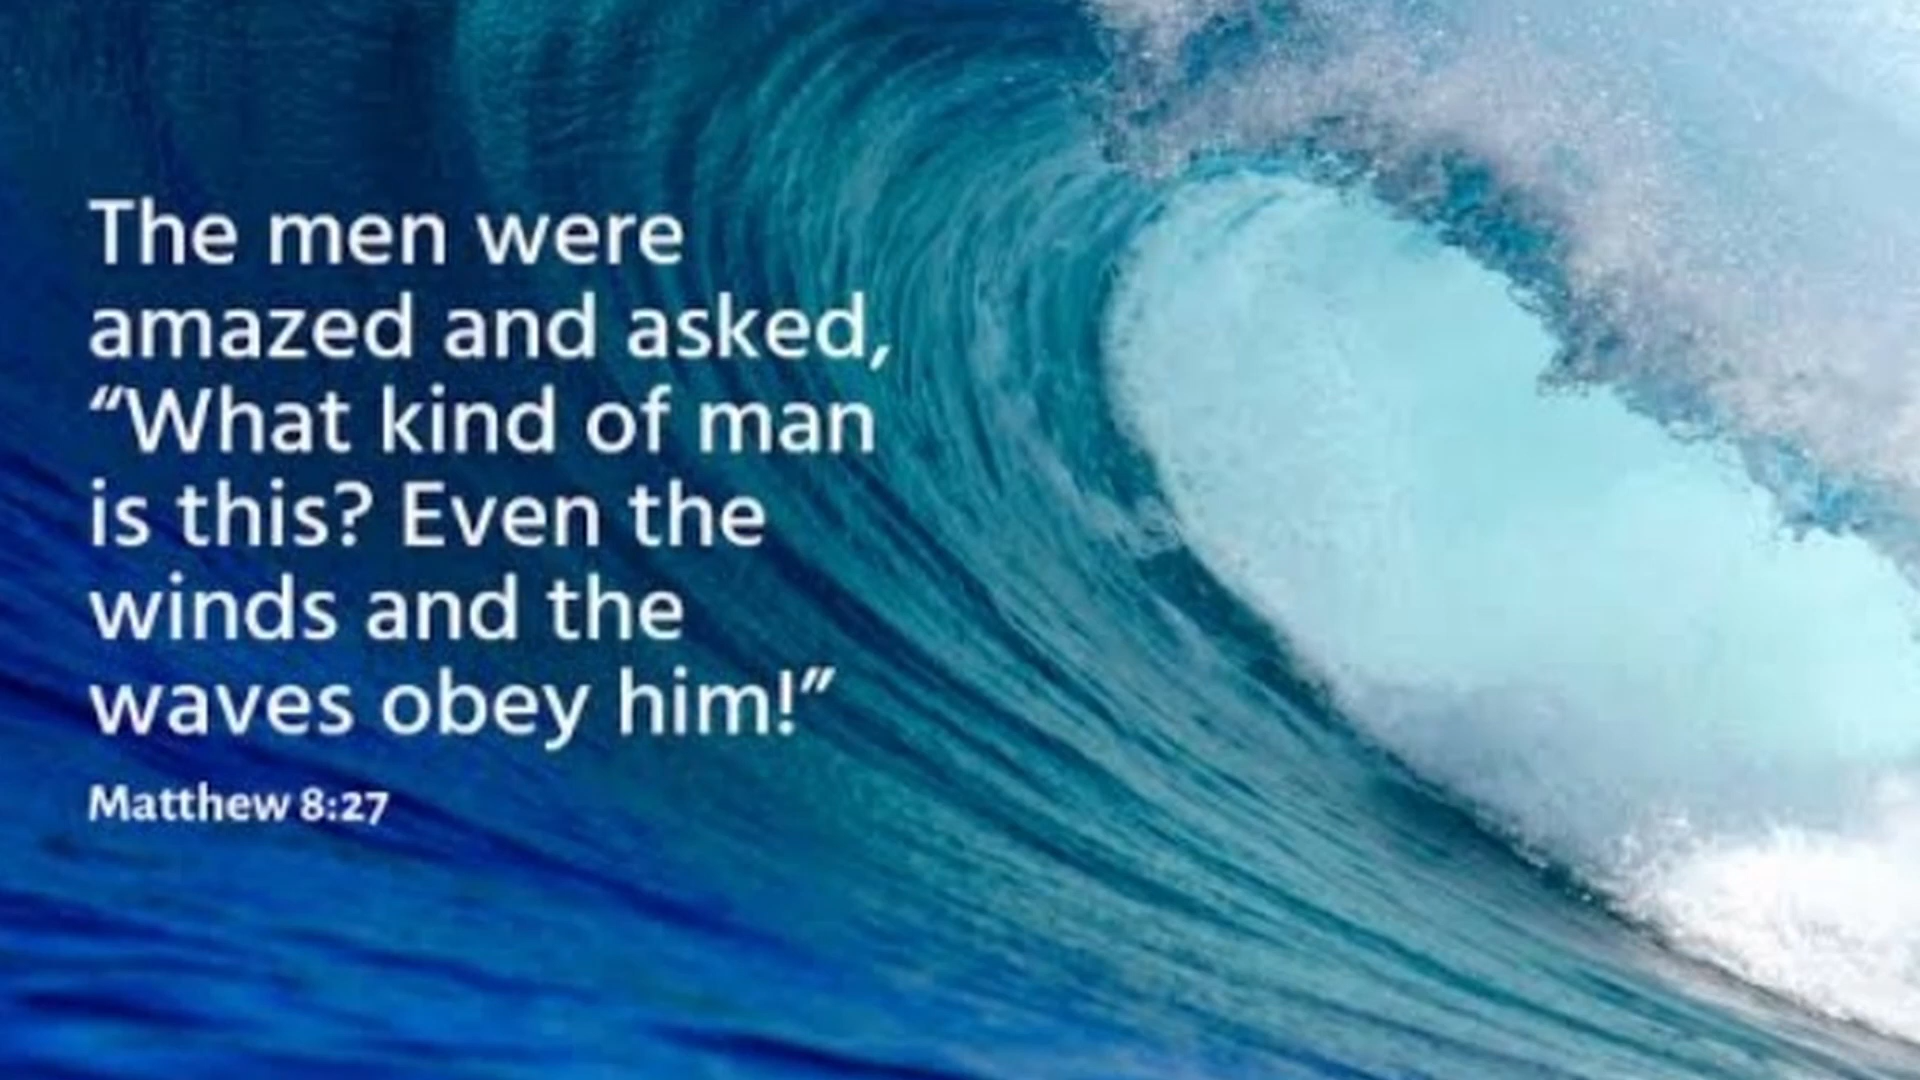 The men were
amazed and asked,
“What kind of man
is this? Even the
winds and the
waves obey him!”
Matthew 8:27